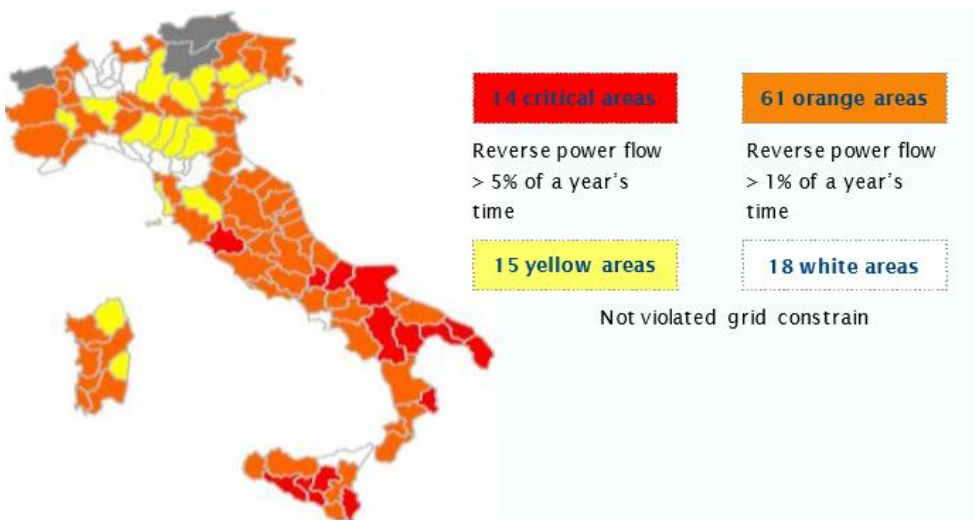 14 critical areas
61 orange areas
Reverse power flow
> 5% of a year's
time
Reverse power flow
> 1% of a year's
time
15 yellow areas
18 white areas
Not violated grid constrain